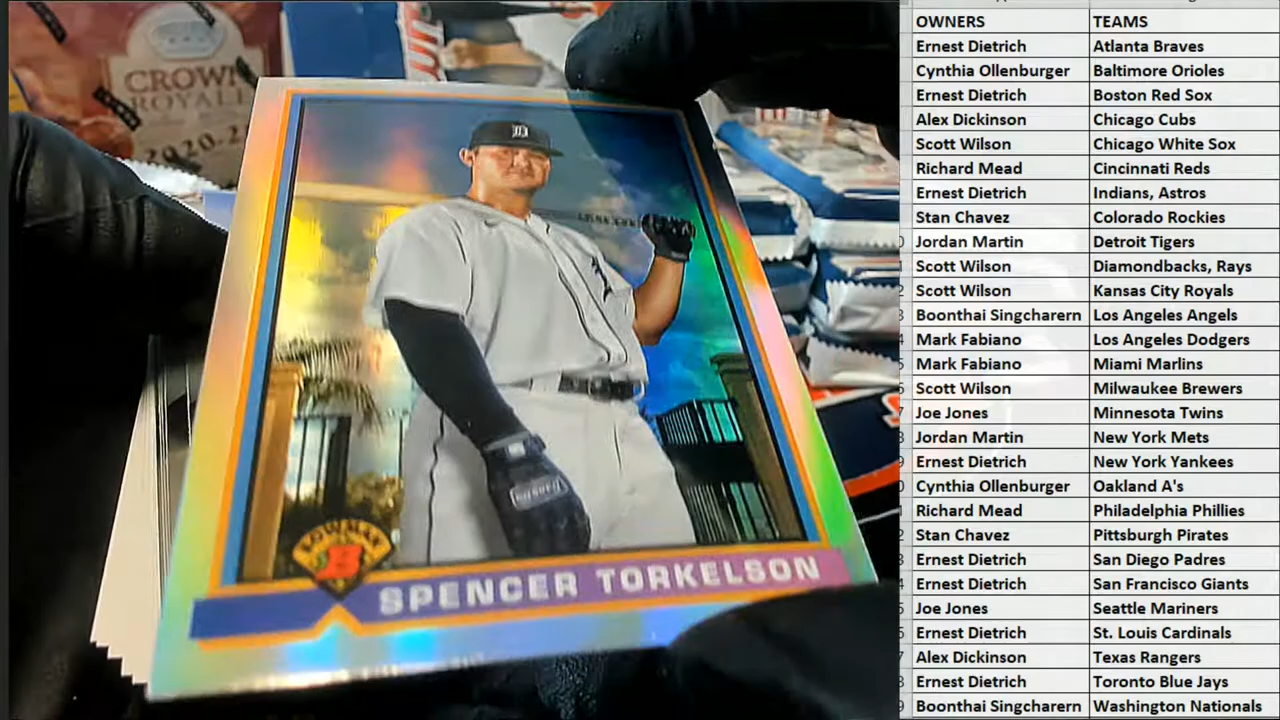 CROWN
ROYALE
2020-2
D
BOWMAN
B
SPENCER TORKELSON
OWNERS TEAMS
Ernest Dietrich Atlanta Braves
Cynthia Ollenburger Baltimore Orioles
Ernest Dietrich Boston Red Sox
Alex Dickinson Chicago Cubs
Scott Wilson Chicago White Sox
Richard Mead Cincinnati Reds
Ernest Dietrich Indians, Astros
Stan Chavez Colorado Rockies
Jordan Martin Detroit Tigers
Scott Wilson Diamondbacks, Rays
Scott Wilson Kansas City Royals
Boonthai Singcharern Los Angeles Angels
Mark Fabiano Los Angeles Dodgers
Mark Fabiano Miami Marlins
Scott Wilson Milwaukee Brewers
Joe Jones Minnesota Twins
Jordan Martin New York Mets
Ernest Dietrich New York Yankees
Cynthia Ollenburger Oakland A's
Richard Mead Philadelphia Phillies
Stan Chavez Pittsburgh Pirates
Ernest Dietrich San Diego Padres
Ernest Dietrich San Francisco Giants
Joe Jones Seattle Mariners
Ernest Dietrich St. Louis Cardinals
Alex Dickinson Texas Rangers
Ernest Dietrich Toronto Blue Jays
Boonthai Singcharern Washington Nationals